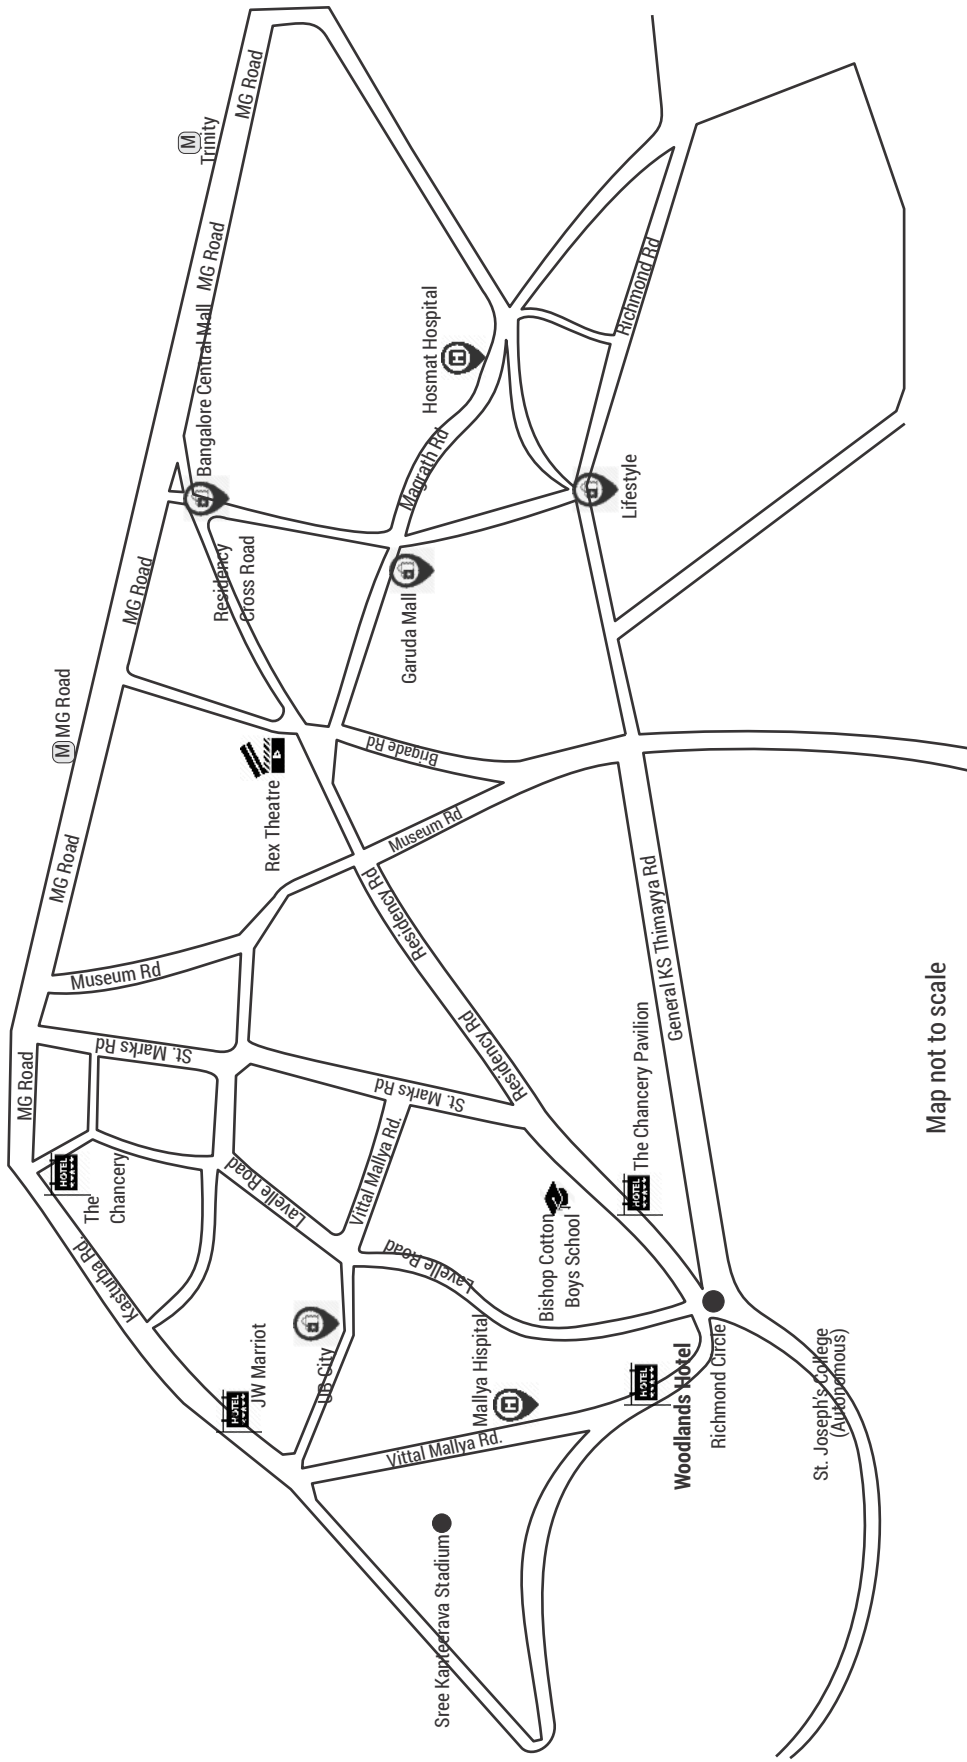 MG Road
M
Trinity
MG Road
Bangalore Central Mall
Hosmat Hospital
H
Richmond Rd
Magrath Rd
Lifestyle
MG Road
Residency
Cross Road
Garuda Mall
M
MG Road
Brigade Rd
Rex Theatre
Museum Rd
MG Road
Residency Rd
General KS Thimayya Rd
Museum Rd
St. Marks Rd
MG Road
Residency Rd
St. Marks Rd
The Chancery Pavilion
HOTEL
Map not to scale
HOTEL
The
Chancery
Vittal Mallya Rd.
Lavelle Road
Lavelle Road
Kasturba Rd.
Bishop Cotton
Boys School
JW Marriot
HOTEL
UB City
Mallya Hispital
H
HOTEL
Woodlands Hotel
Richmond Circle
St. Joseph's College
(Autonomous)
Vittal Mallya Rd.
Sree Kanteerava Stadium